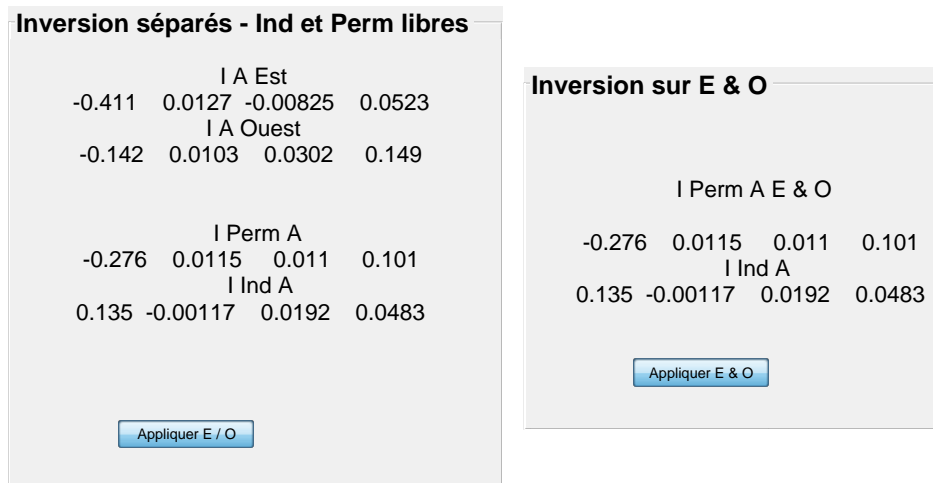 Inversion séparés - Ind et Perm libres
I A Est
-0.411 0.0127 -0.00825 0.0523
I A Ouest
-0.142 0.0103 0.0302 0.149
I Perm A
-0.276 0.0115 0.011 0.101
I Ind A
0.135 -0.00117 0.0192 0.0483
Appliquer E / O
Inversion sur E & O
I Perm A E & O
-0.276 0.0115 0.011 0.101
I Ind A
0.135 -0.00117 0.0192 0.0483
Appliquer E & O